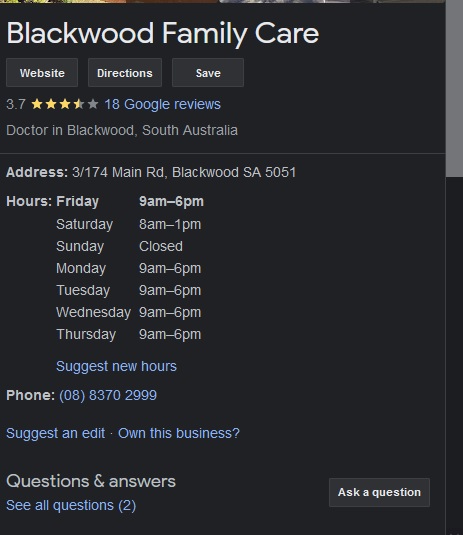 Blackwood Family Care
Website Directions Save
3.7 18 Google reviews
Doctor in Blackwood, South Australia
Address: 3/174 Main Rd, Blackwood SA 5051
Hours: Friday 9am–6pm
Saturday 8am–1pm
Sunday Closed
Monday 9am–6pm
Tuesday 9am–6pm
Wednesday 9am–6pm
Thursday 9am–6pm
Suggest new hours
Phone: (08) 8370 2999
Suggest an edit · Own this business?
Questions & answers
Ask a question
See all questions (2)